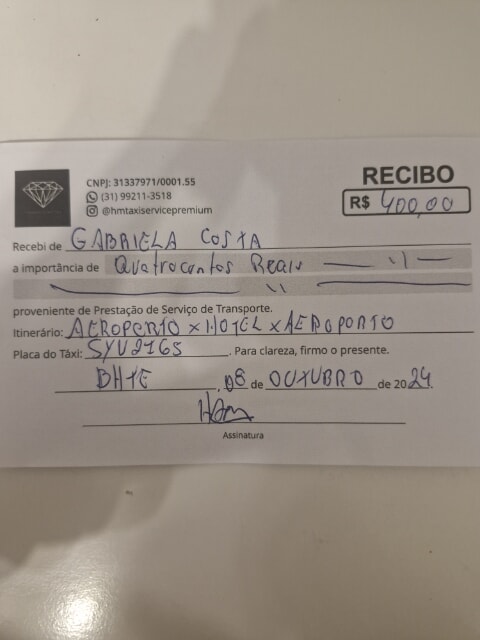 CNPJ: 31337971/0001.55
(31) 99211-3518
@hmtaxiservicepremium
RECIBO
R$ 400,00
Recebi de GABRIELA COSTA
a importância de Quatrocentos Reais
proveniente de Prestação de Serviço de Transporte.
Itinerário: AEROPORTO x HOTEL x AEROPORTO
Placa do Táxi: SYU2I65. Para clareza, firmo o presente.
BHTE, 08 de OUTUBRO de 2024.
Assinatura